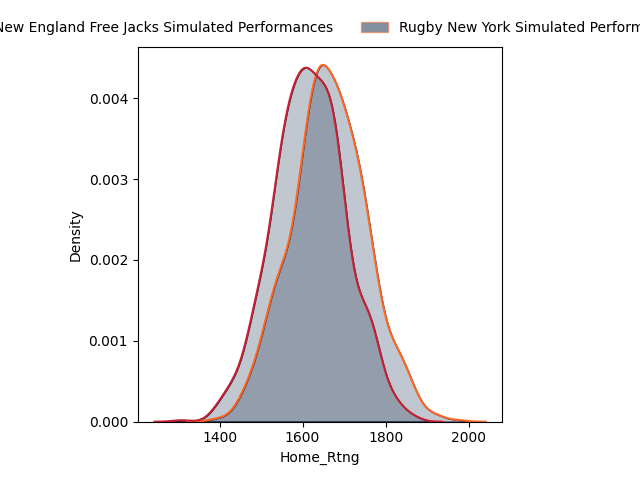 New England Free Jacks Simulated Performances Rugby New York Simulated
0.004
0.003
0.002
0.001
0.000
Density
1400 1600 1800 2000
Home_Rtng